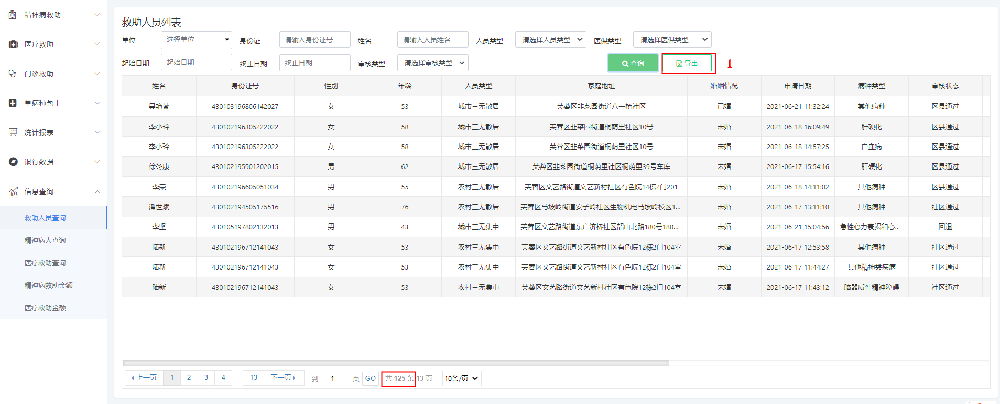 精神病救助
医疗救助
门诊救助
单病种包干
统计报表
银行数据
信息查询
救助人员查询
精神病人查询
医疗救助查询
精神病救助金额
医疗救助金额
救助人员列表
单位 选择单位 身份证 请输入身份证号 姓名 请输入人员姓名 人员类型 请选择人员类型 医保类型 请选择医保类型
起始日期 起始日期 终止日期 终止日期 审核类型 请选择审核类型 查询 导出 1
姓名 身份证号 性别 年龄 人员类型 家庭地址 婚姻情况 申请日期 病种类型 审核状态
吴艳葵 430103196806142027 女 53 城市三无散居 芙蓉区韭菜园街道八一桥社区 已婚 2021-06-21 11:32:24 其他病种 区县通过
李小玲 430102196305222022 女 58 城市三无散居 芙蓉区韭菜园街道桐荫里社区10号 未婚 2021-06-18 16:09:49 肝硬化 区县通过
李小玲 430102196305222022 女 58 城市三无散居 芙蓉区韭菜园街道桐荫里社区10号 未婚 2021-06-18 14:57:25 白血病 区县通过
徐冬康 430102195901202015 男 62 城市三无散居 芙蓉区韭菜园街道桐荫里社区桐荫里39号车库 未婚 2021-06-17 15:54:16 肝硬化 区县通过
李荣 430102196605051034 男 55 农村三无散居 芙蓉区文艺路街道文艺新村社区有色院14栋2门201 未婚 2021-06-18 14:11:02 其他病种 区县通过
潘世斌 430102194505175516 男 76 农村三无散居 芙蓉区马坡岭街道安子岭社区生物机电马坡岭校区1... 未婚 2021-06-17 13:11:10 其他病种 社区通过
李坚 430105197802132013 男 43 城市三无集中 芙蓉区文艺路街道东广济桥社区韶山北路180号180... 未婚 2021-06-21 15:04:56 急性心力衰竭和心... 回退
陆新 430102196712141043 女 53 农村三无集中 芙蓉区文艺路街道文艺新村社区有色院12栋2门104室 未婚 2021-06-17 12:53:58 其他病种 社区通过
陆新 430102196712141043 女 53 农村三无集中 芙蓉区文艺路街道文艺新村社区有色院12栋2门104室 未婚 2021-06-17 11:44:27 其他精神类疾病 社区通过
陆新 430102196712141043 女 53 农村三无集中 芙蓉区文艺路街道文艺新村社区有色院12栋2门104室 未婚 2021-06-17 11:43:12 脑器质性精神障碍 社区通过
上一页 1 2 3 4 ... 13 下一页 到 1 页 GO 共 125 条 13 页 10条/页